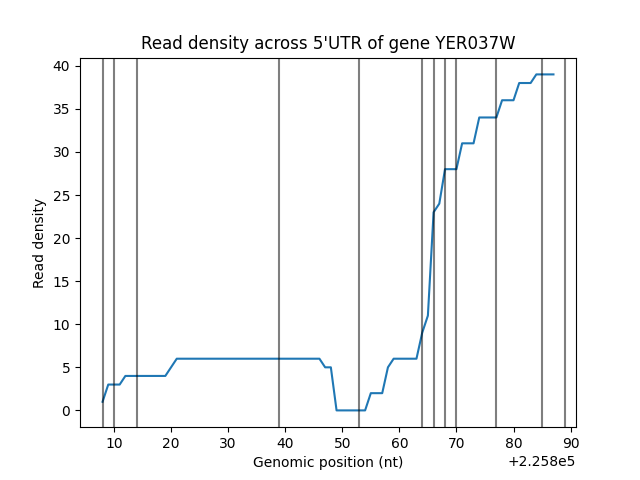 Read density across 5'UTR of gene YER037W
40
35
30
25
20
15
10
5
0
Read density
10 20 30 40 50 60 70 80 90
Genomic position (nt)
+2.258e5